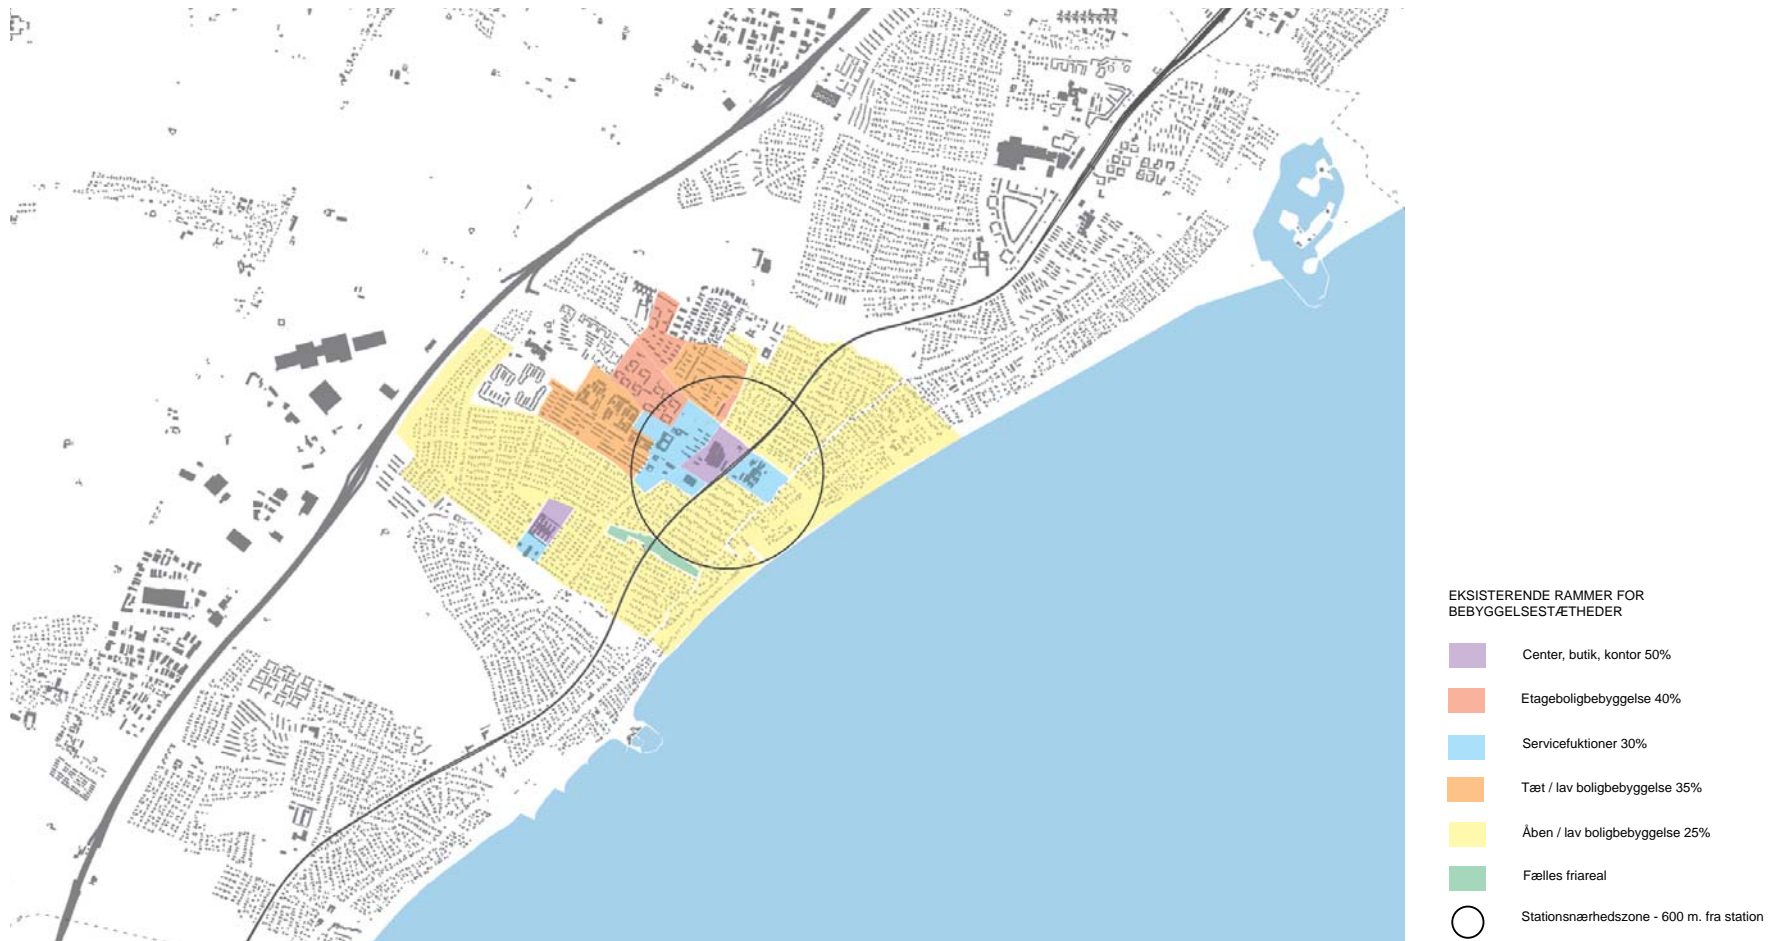 EKSISTERENDE RAMMER FOR
BEBYGGELSESTÆTHEDER
Center, butik, kontor 50%
Etageboligbebyggelse 40%
Servicefuktioner 30%
Tæt / lav boligbebyggelse 35%
Åben / lav boligbebyggelse 25%
Fælles friareal
Stationsnærhedszone - 600 m. fra station